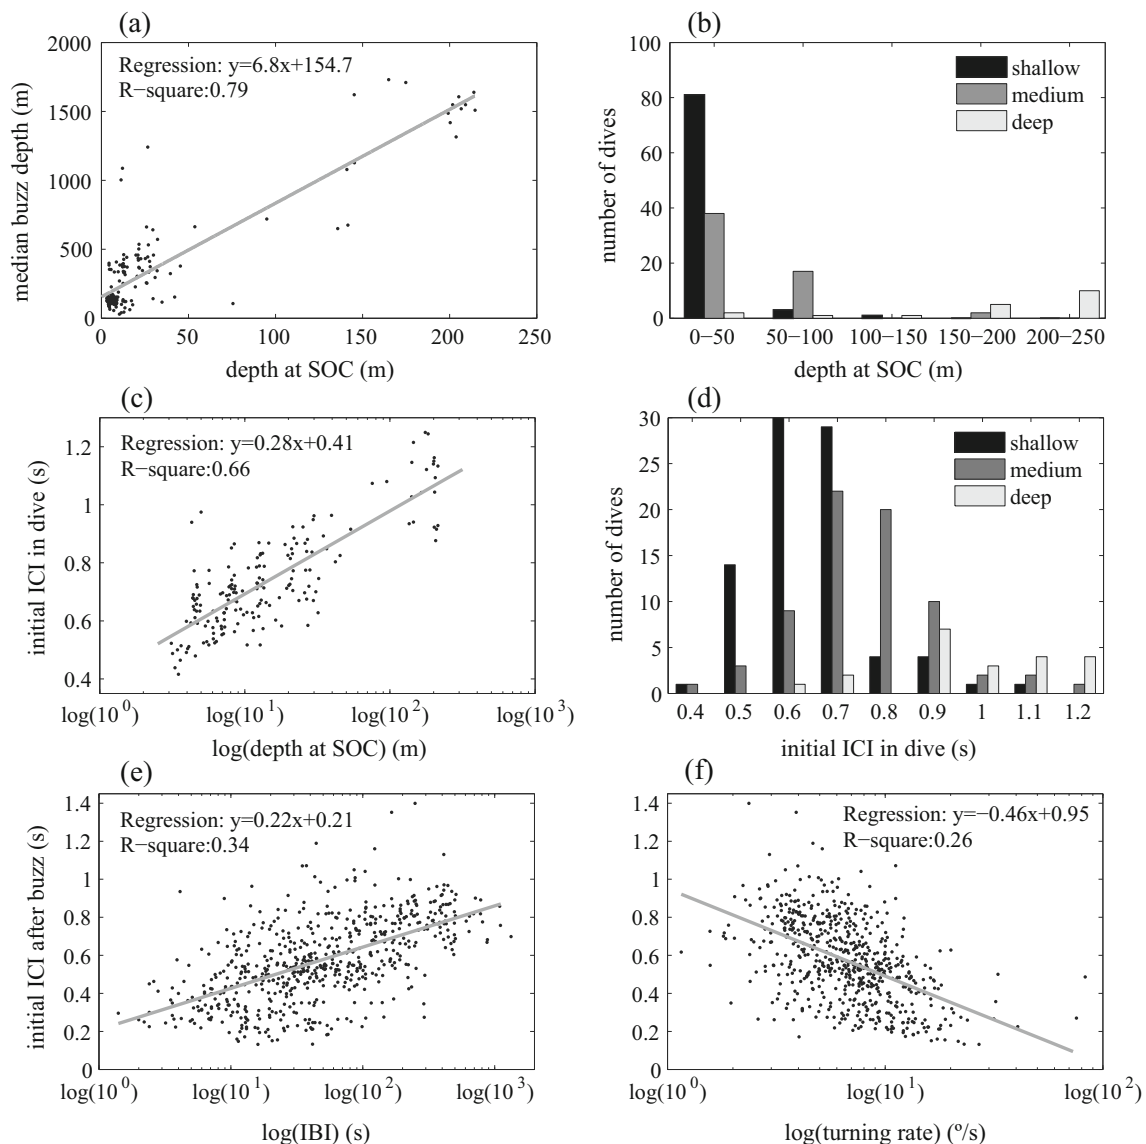 (a)
Regression: y=6.8x+154.7
R−square:0.79
median buzz depth (m)
2000
1500
1000
500
0
0 50 100 150 200 250
depth at SOC (m)
(b)
shallow
medium
deep
number of dives
100
80
60
40
20
0
0−50 50−100 100−150 150−200 200−250
depth at SOC (m)
(c)
Regression: y=0.28x+0.41
R−square:0.66
initial ICI in dive (s)
1.2
1
0.8
0.6
0.4
log(10^0) log(10^1) log(10^2) log(10^3)
log(depth at SOC) (m)
(d)
shallow
medium
deep
number of dives
30
25
20
15
10
5
0
0.4 0.5 0.6 0.7 0.8 0.9 1 1.1 1.2
initial ICI in dive (s)
(e)
Regression: y=0.22x+0.21
R−square:0.34
initial ICI after buzz (s)
1.4
1.2
1
0.8
0.6
0.4
0.2
0
log(10^0) log(10^1) log(10^2) log(10^3)
log(IBI) (s)
(f)
Regression: y=−0.46x+0.95
R−square:0.26
1.4
1.2
1
0.8
0.6
0.4
0.2
0
log(10^0) log(10^1) log(10^2)
log(turning rate) (º/s)